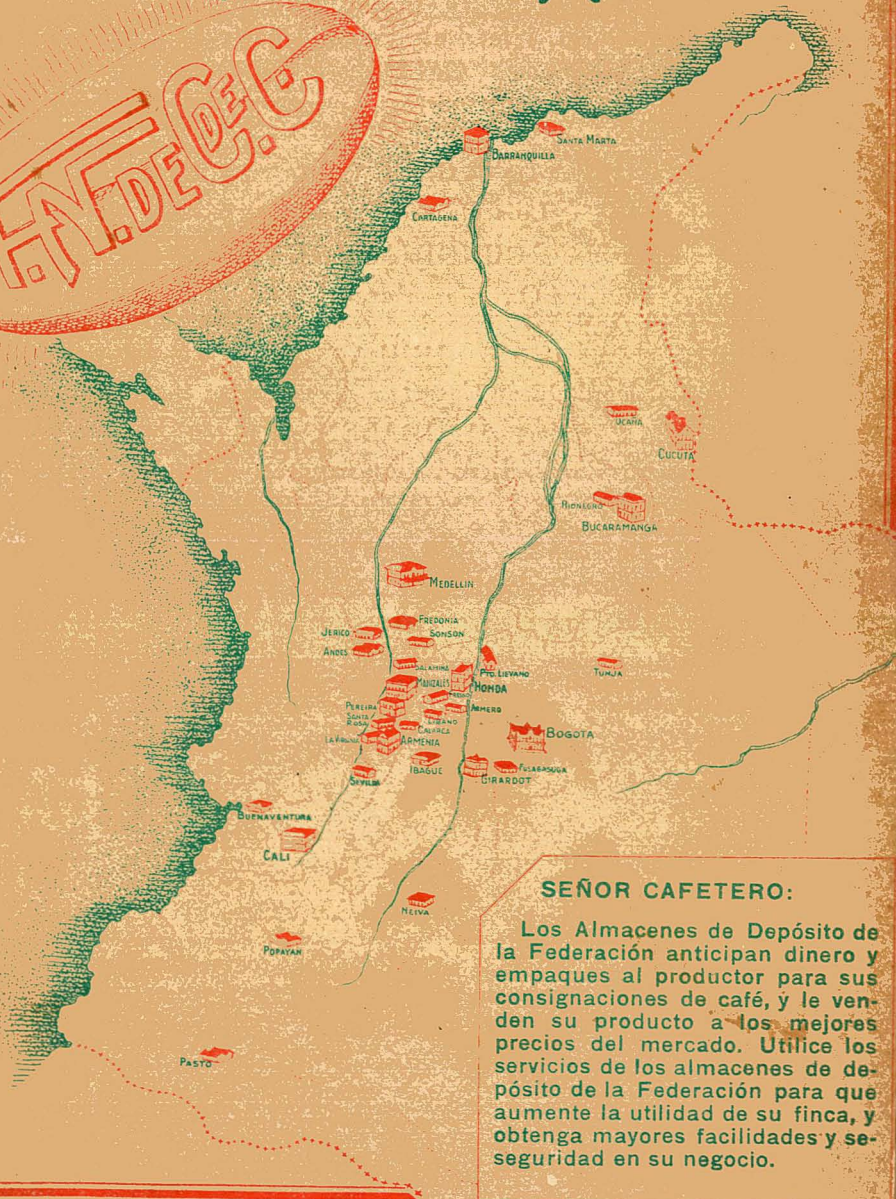 F.N.DE C. DE C.
SANTA MARTA
BARRANQUILLA
CARTAGENA
OCAÑA
CUCUTA
RIONEGRO
BUCARAMANGA
MEDELLIN
FREDONIA
JERICO
SONSON
ANDES
SALAMINA
PTO. LIEVANO
TUNJA
MANIZALES
HONDA
PEREIRA
ARMERO
SANTA
ROSA
LIBANO
CALARCA
BOGOTA
LA VIRGINIA
ARMENIA
IBAGUE
FUSAGASUGA
SEVILLA
GIRARDOT
BUENAVENTURA
CALI
NEIVA
POPAYAN
PASTO
SEÑOR CAFETERO:
Los Almacenes de Depósito de
la Federación anticipan dinero y
empaques al productor para sus
consignaciones de café, y le ven-
den su producto a los mejores
precios del mercado. Utilice los
servicios de los almacenes de de-
pósito de la Federación para que
aumente la utilidad de su finca, y
obtenga mayores facilidades y se-
seguridad en su negocio.